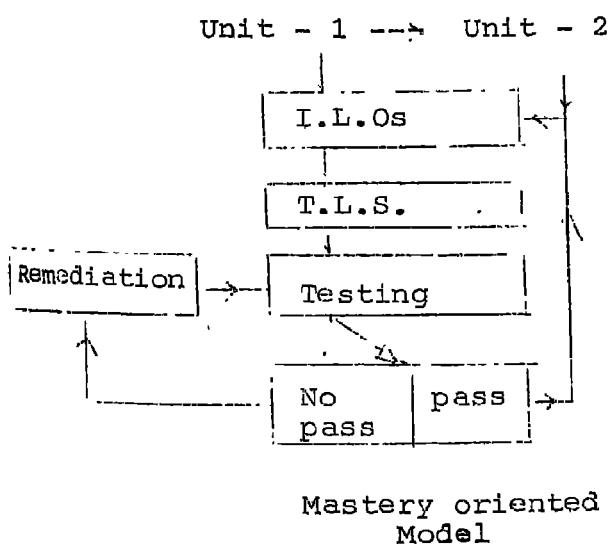 Unit - 1 --→ Unit - 2
I.L.Os
T.L.S.
Remediation
Testing
No pass
pass
Mastery oriented
Model